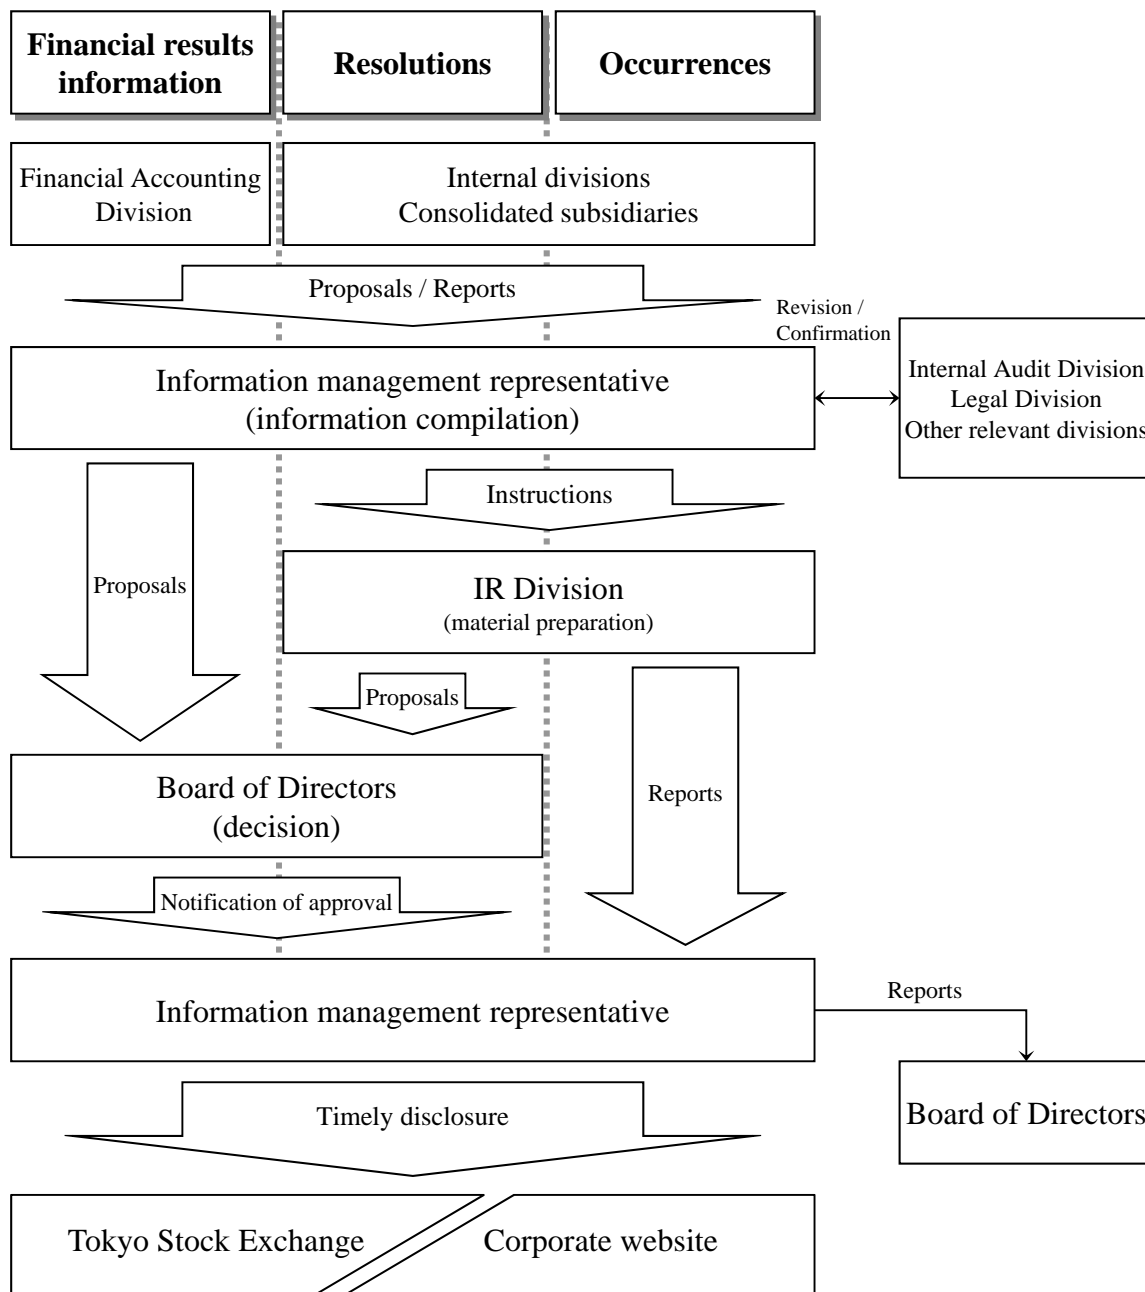 Financial results
information
Resolutions
Occurrences
Financial Accounting
Division
Internal divisions
Consolidated subsidiaries
Proposals / Reports
Revision /
Confirmation
Information management representative
(information compilation)
Internal Audit Division
Legal Division
Other relevant divisions
Instructions
Proposals
IR Division
(material preparation)
Proposals
Reports
Board of Directors
(decision)
Notification of approval
Information management representative
Reports
Board of Directors
Timely disclosure
Tokyo Stock Exchange
Corporate website